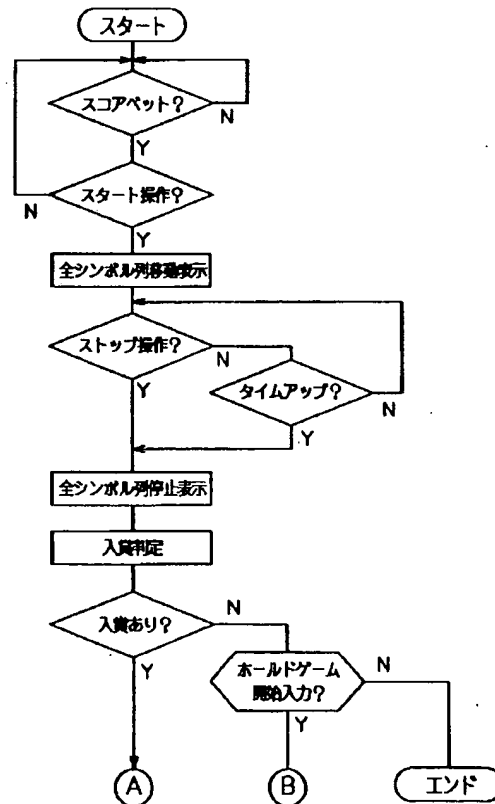 スタート
スコアベット?
N
Y
スタート操作?
N
Y
全シンボル列移動表示
ストップ操作?
N
Y
タイムアップ?
N
Y
全シンボル列停止表示
入賞判定
入賞あり?
N
Y
ホールドゲーム
開始入力?
N
Y
A
B
エンド